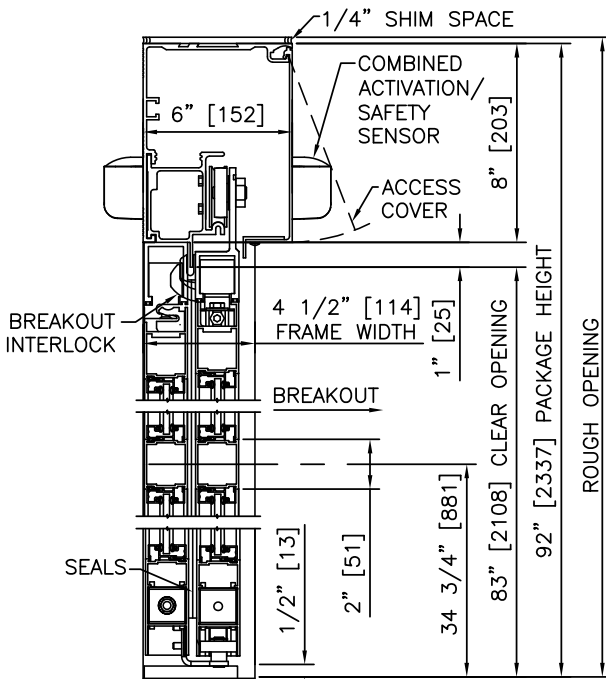 1/4” SHIM SPACE
COMBINED
ACTIVATION/
SAFETY
SENSOR
6” [152]
8” [203]
ACCESS
COVER
BREAKOUT
INTERLOCK
4 1/2” [114]
FRAME WIDTH
1” [25]
BREAKOUT
SEALS
1/2” [13]
2” [51]
34 3/4” [881]
83” [2108] CLEAR OPENING
92” [2337] PACKAGE HEIGHT
ROUGH OPENING